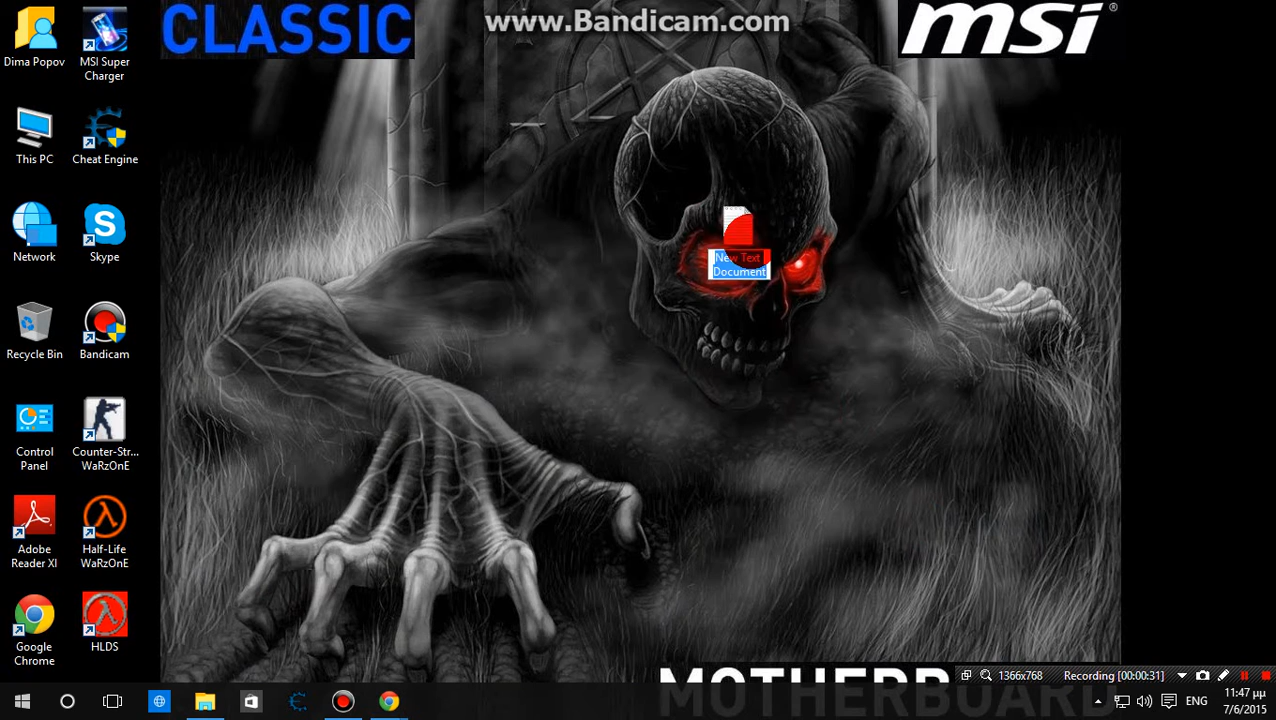 CLASSIC
www.Bandicam.com
msi
®
Dima Popov
MSI Super
Charger
This PC
Cheat Engine
Network
Skype
Recycle Bin
Bandicam
Control
Panel
Counter-Str...
WaRzOnE
Adobe
Reader XI
Half-Life
WaRzOnE
Google
Chrome
HLDS
New Text
Document
MOTHERBOARD
1366x768
Recording [00:00:31]
ENG
11:47 μμ
7/6/2015